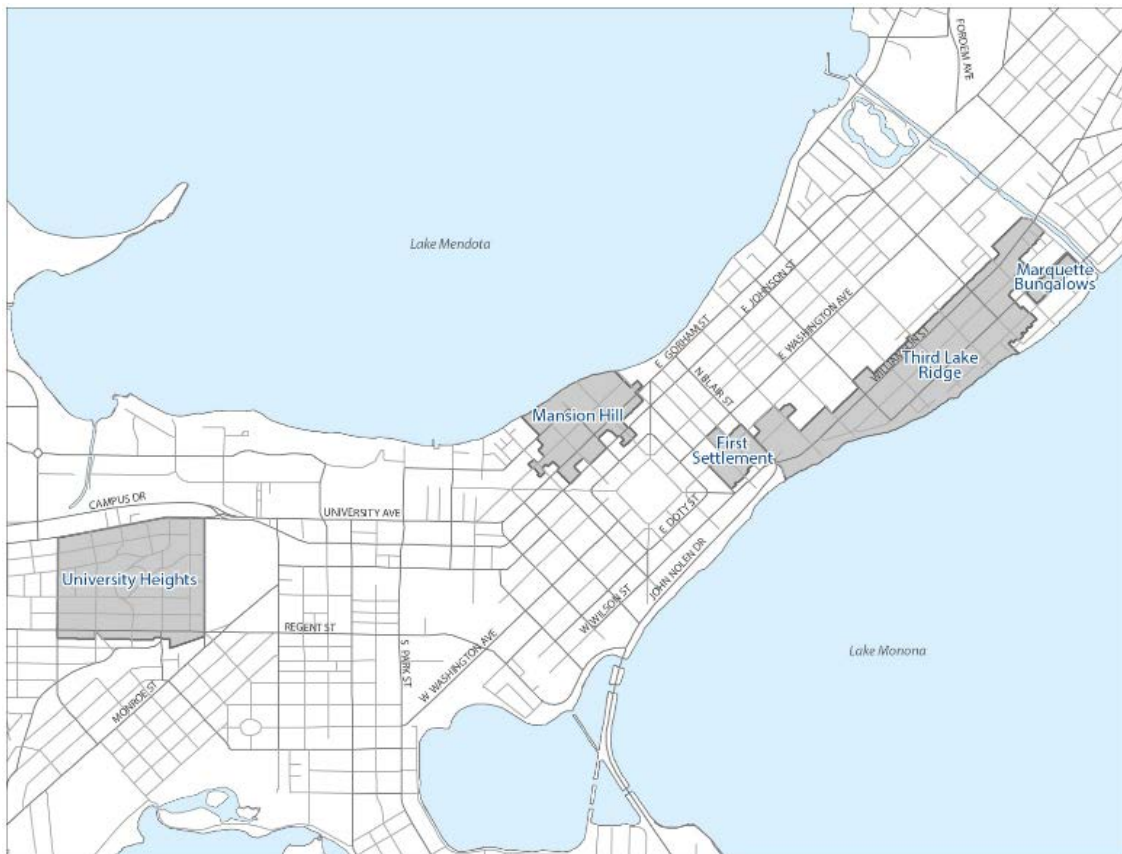 FORDEM AVE
Lake Mendota
Marquette
Bungalows
E JOHNSON ST
E GORHAM ST
E WASHINGTON AVE
WILLIAMSON ST
Third Lake
Ridge
N BLAIR ST
Mansion Hill
First
Settlement
CAMPUS DR
UNIVERSITY AVE
E DOTY ST
JOHN NOLEN DR
University Heights
W WILSON ST
REGENT ST
S PARK ST
W WASHINGTON AVE
Lake Monona
MONROE ST